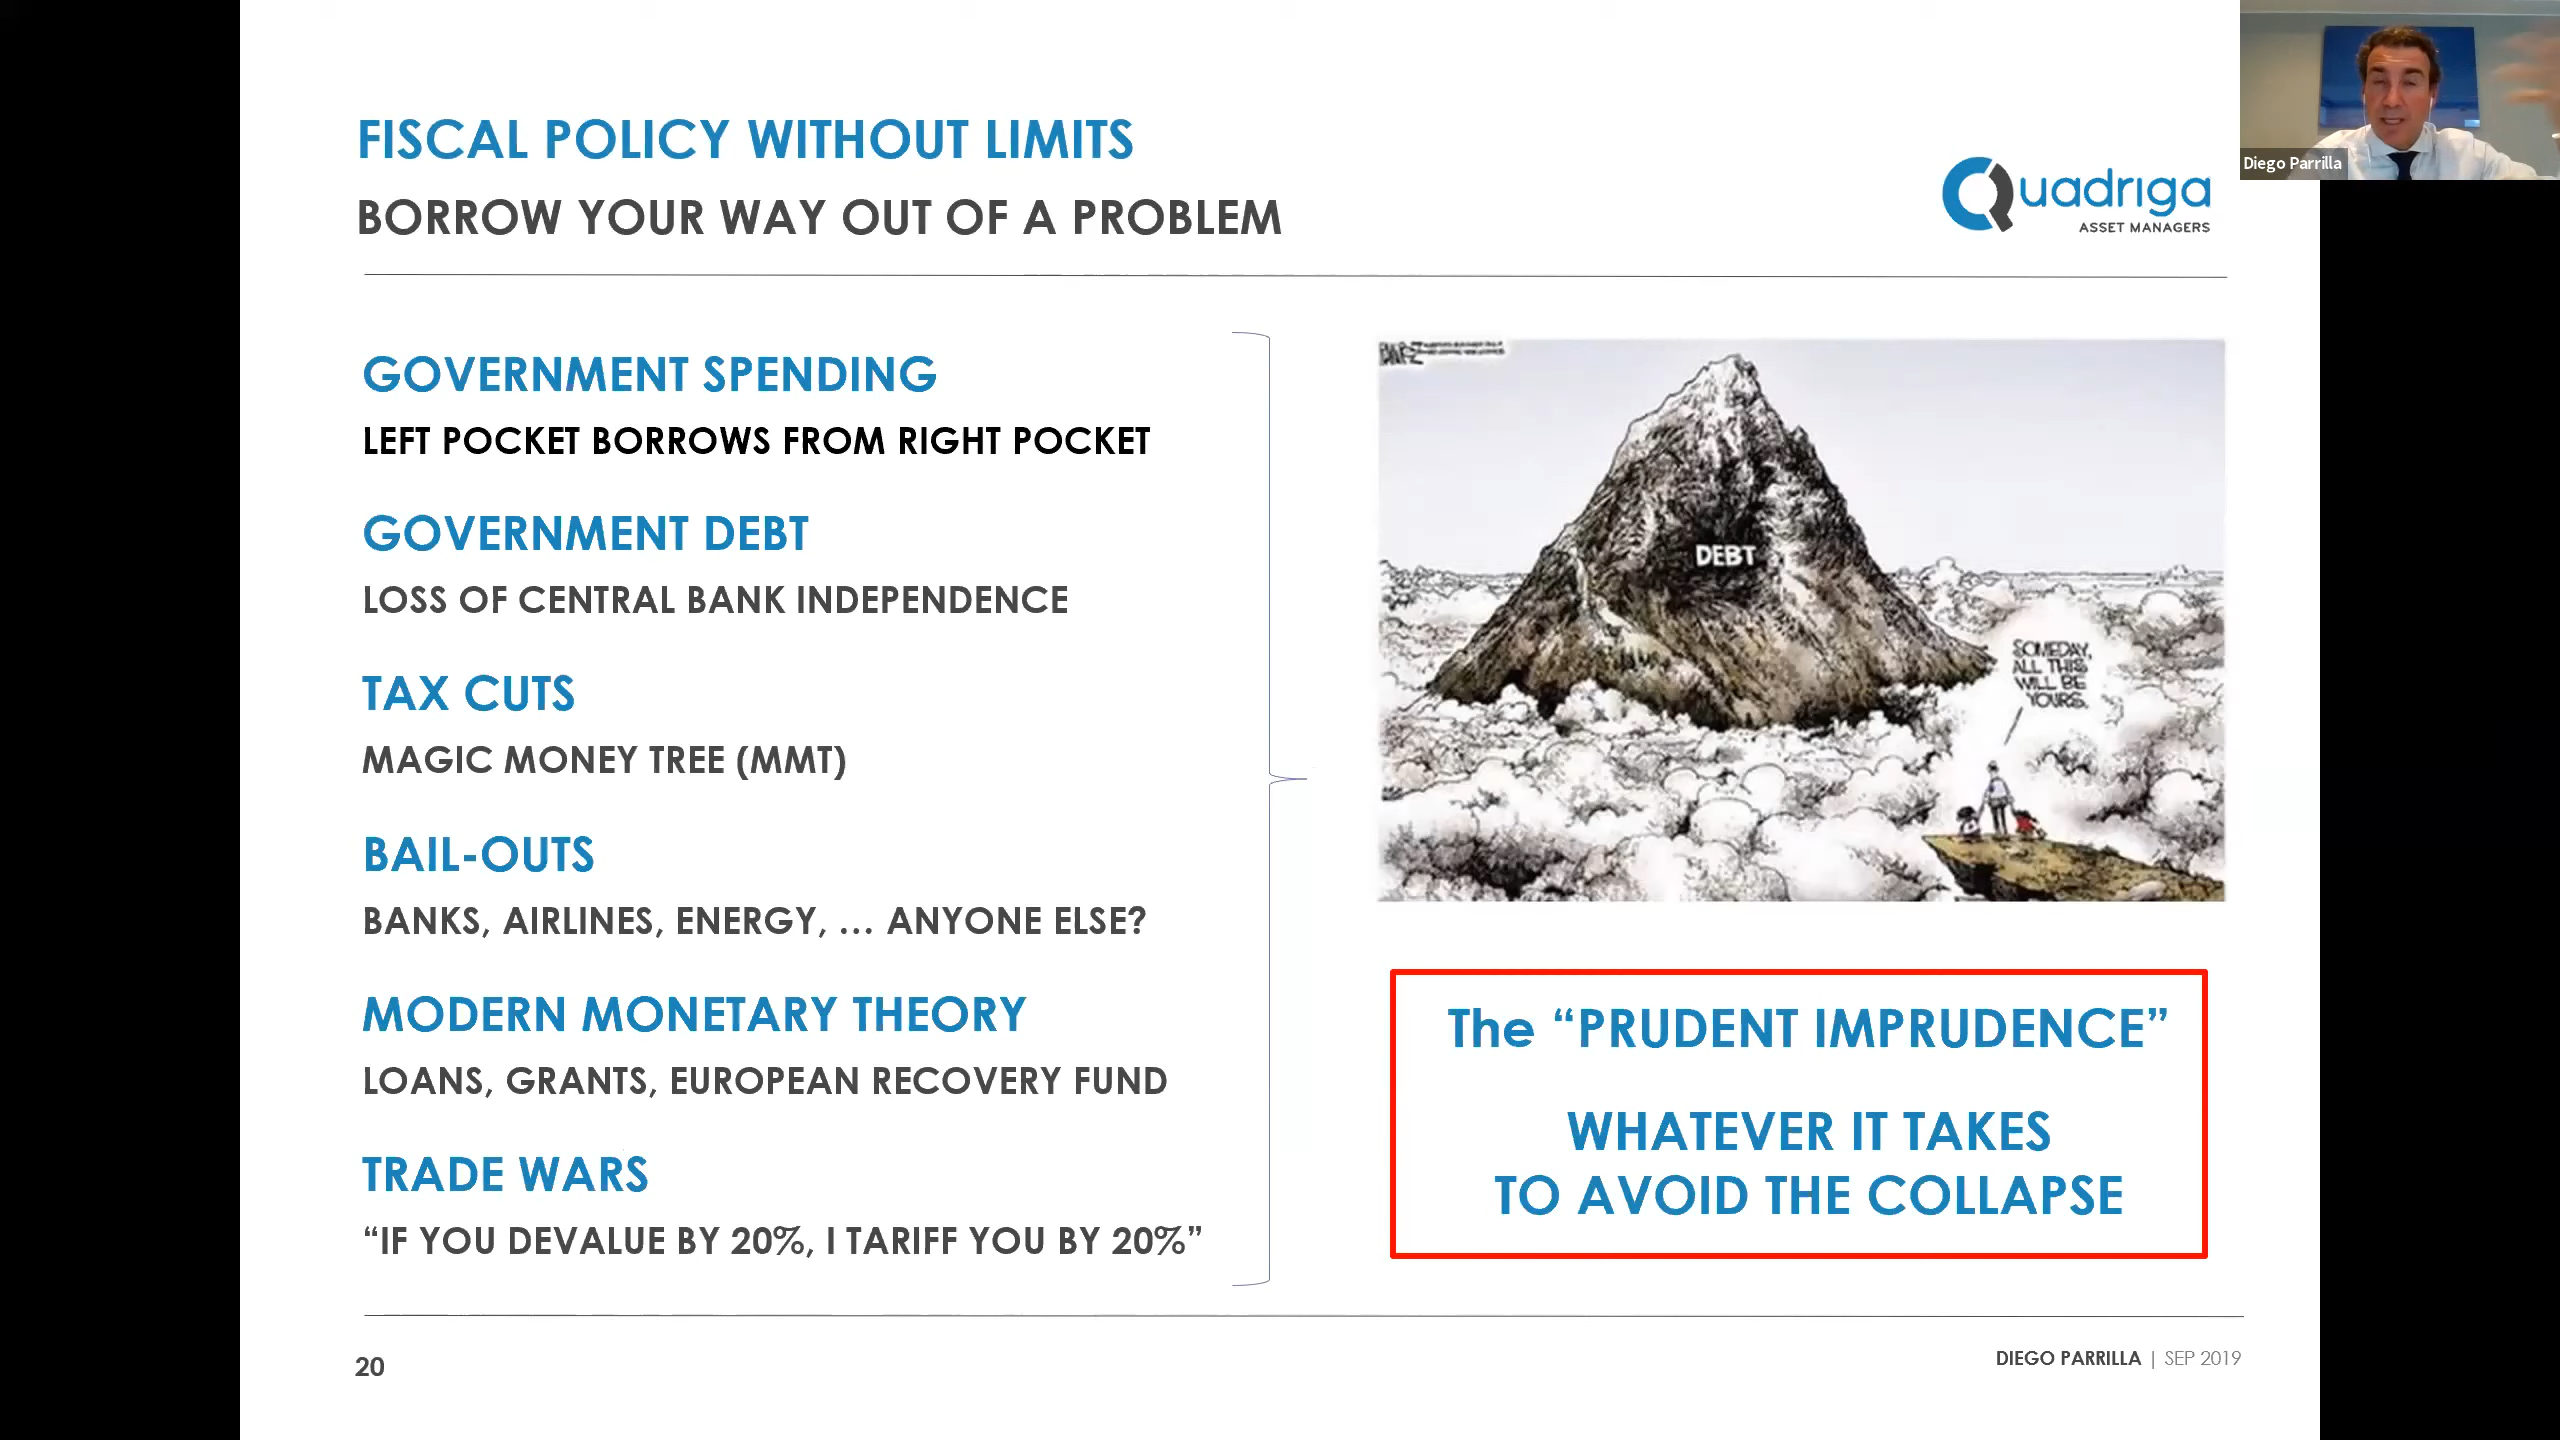 FISCAL POLICY WITHOUT LIMITS
BORROW YOUR WAY OUT OF A PROBLEM
Quadriga
ASSET MANAGERS
Diego Parrilla
GOVERNMENT SPENDING
LEFT POCKET BORROWS FROM RIGHT POCKET
GOVERNMENT DEBT
LOSS OF CENTRAL BANK INDEPENDENCE
TAX CUTS
MAGIC MONEY TREE (MMT)
BAIL-OUTS
BANKS, AIRLINES, ENERGY, … ANYONE ELSE?
MODERN MONETARY THEORY
LOANS, GRANTS, EUROPEAN RECOVERY FUND
TRADE WARS
“IF YOU DEVALUE BY 20%, I TARIFF YOU BY 20%”
DEBT
SOMEDAY,
ALL THIS
WILL BE
YOURS.
The “PRUDENT IMPRUDENCE”
WHATEVER IT TAKES
TO AVOID THE COLLAPSE
20
DIEGO PARRILLA | SEP 2019